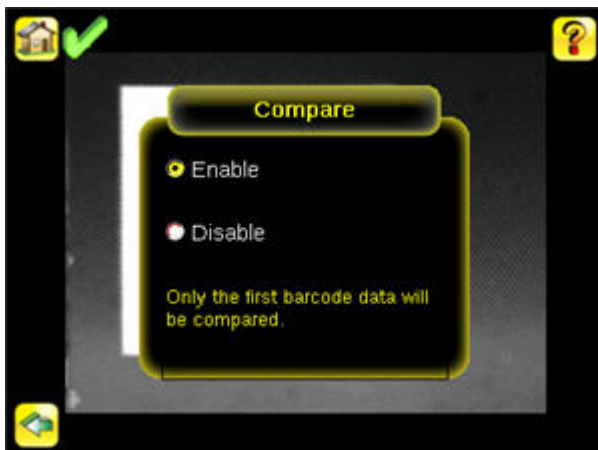 Compare
Enable
Disable
Only the first barcode data will
be compared.